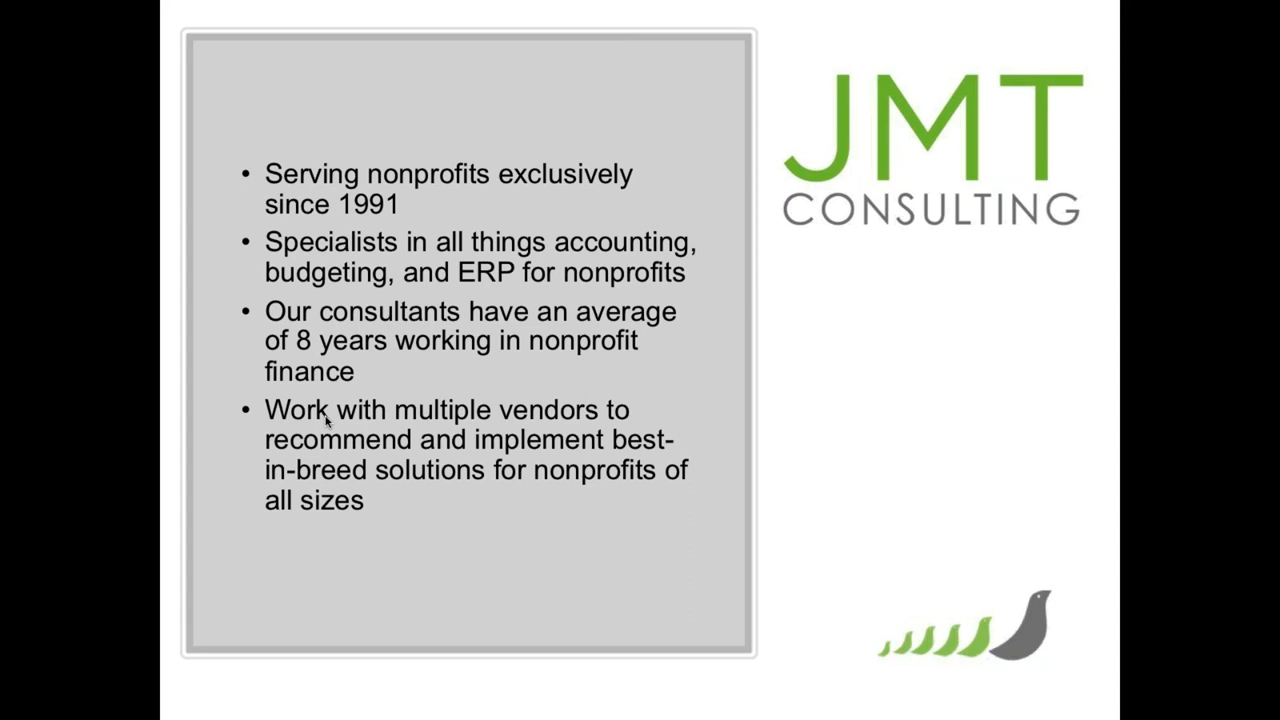 • Serving nonprofits exclusively
since 1991
• Specialists in all things accounting,
budgeting, and ERP for nonprofits
• Our consultants have an average
of 8 years working in nonprofit
finance
• Work with multiple vendors to
recommend and implement best-
in-breed solutions for nonprofits of
all sizes
JMT
CONSULTING